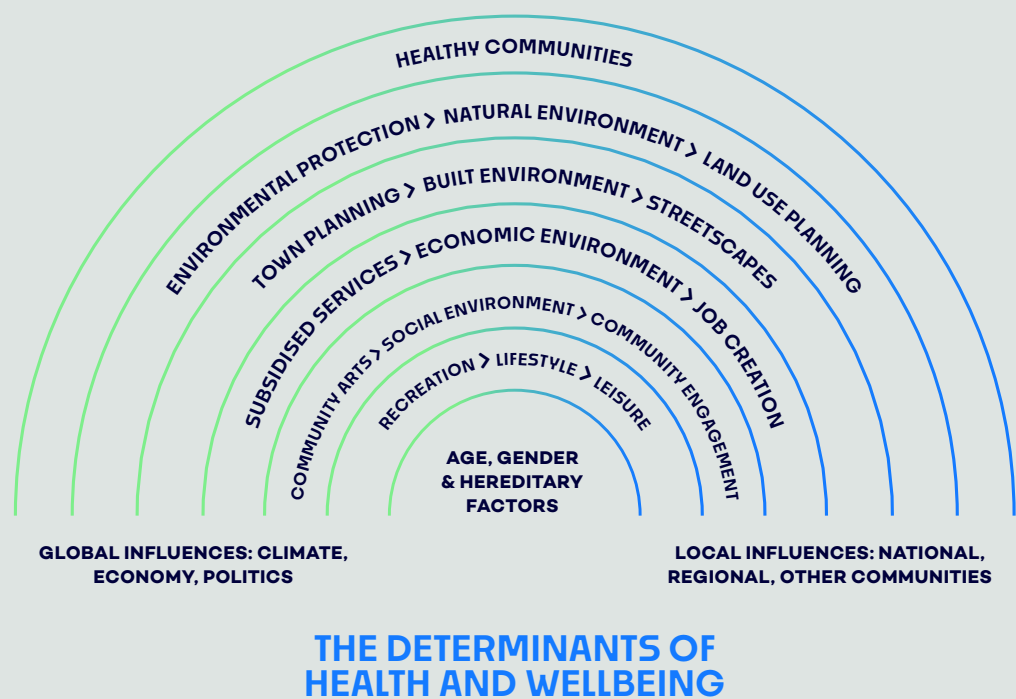 HEALTHY COMMUNITIES
ENVIRONMENTAL PROTECTION > NATURAL ENVIRONMENT > LAND USE PLANNING
TOWN PLANNING > BUILT ENVIRONMENT > STREETSCAPES
SUBSIDISED SERVICES > ECONOMIC ENVIRONMENT > JOB CREATION
COMMUNITY ARTS > SOCIAL ENVIRONMENT > COMMUNITY ENGAGEMENT
RECREATION > LIFESTYLE > LEISURE
AGE, GENDER
& HEREDITARY
FACTORS
GLOBAL INFLUENCES: CLIMATE,
ECONOMY, POLITICS
LOCAL INFLUENCES: NATIONAL,
REGIONAL, OTHER COMMUNITIES
THE DETERMINANTS OF
HEALTH AND WELLBEING